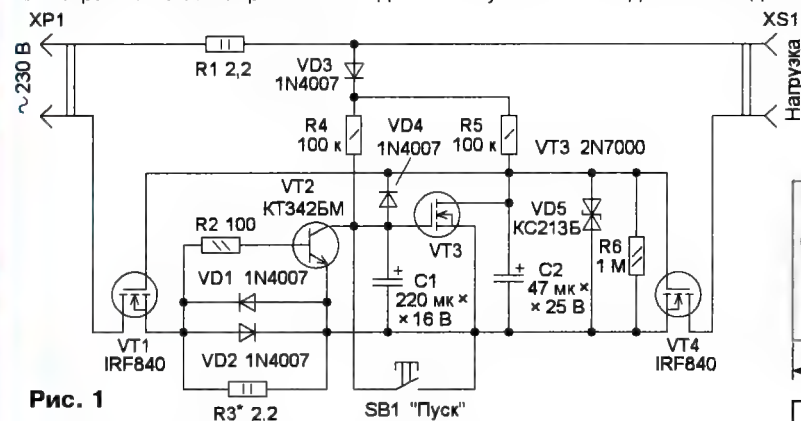 XP1
XS1
~230 В
R1 2,2
VD3
1N4007
Нагрузка
R4
100 к
VD4
1N4007
R5
100 к
VT3 2N7000
VT2
КТ342БМ
R2 100
VT3
VD5
КС213Б
R6
1 М
VD1 1N4007
+
C1
220 мк ×
× 16 В
+
C2
47 мк ×
× 25 В
VT1
IRF840
VD2 1N4007
VT4
IRF840
Рис. 1
R3* 2,2
SB1 "Пуск"